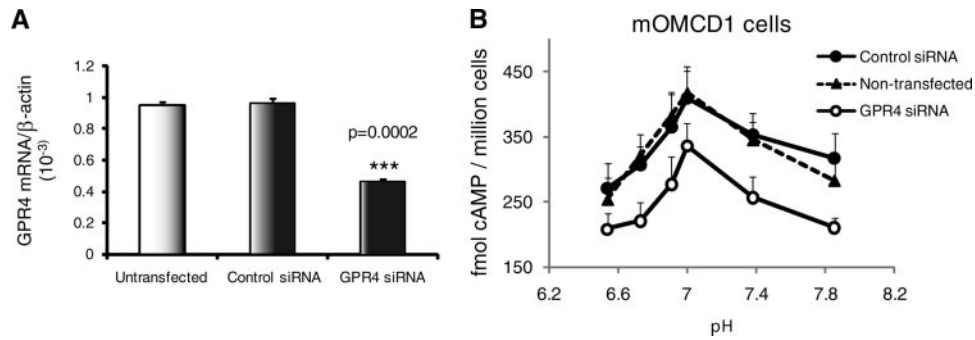 A
GPR4 mRNA/β-actin
(10⁻³)
1.2
1
0.8
0.6
0.4
0.2
0
p=0.0002
***
Untransfected
Control siRNA
GPR4 siRNA
B
mOMCD1 cells
fmol cAMP / million cells
450
350
250
150
6.2
6.6
7
7.4
7.8
8.2
pH
Control siRNA
Non-transfected
GPR4 siRNA